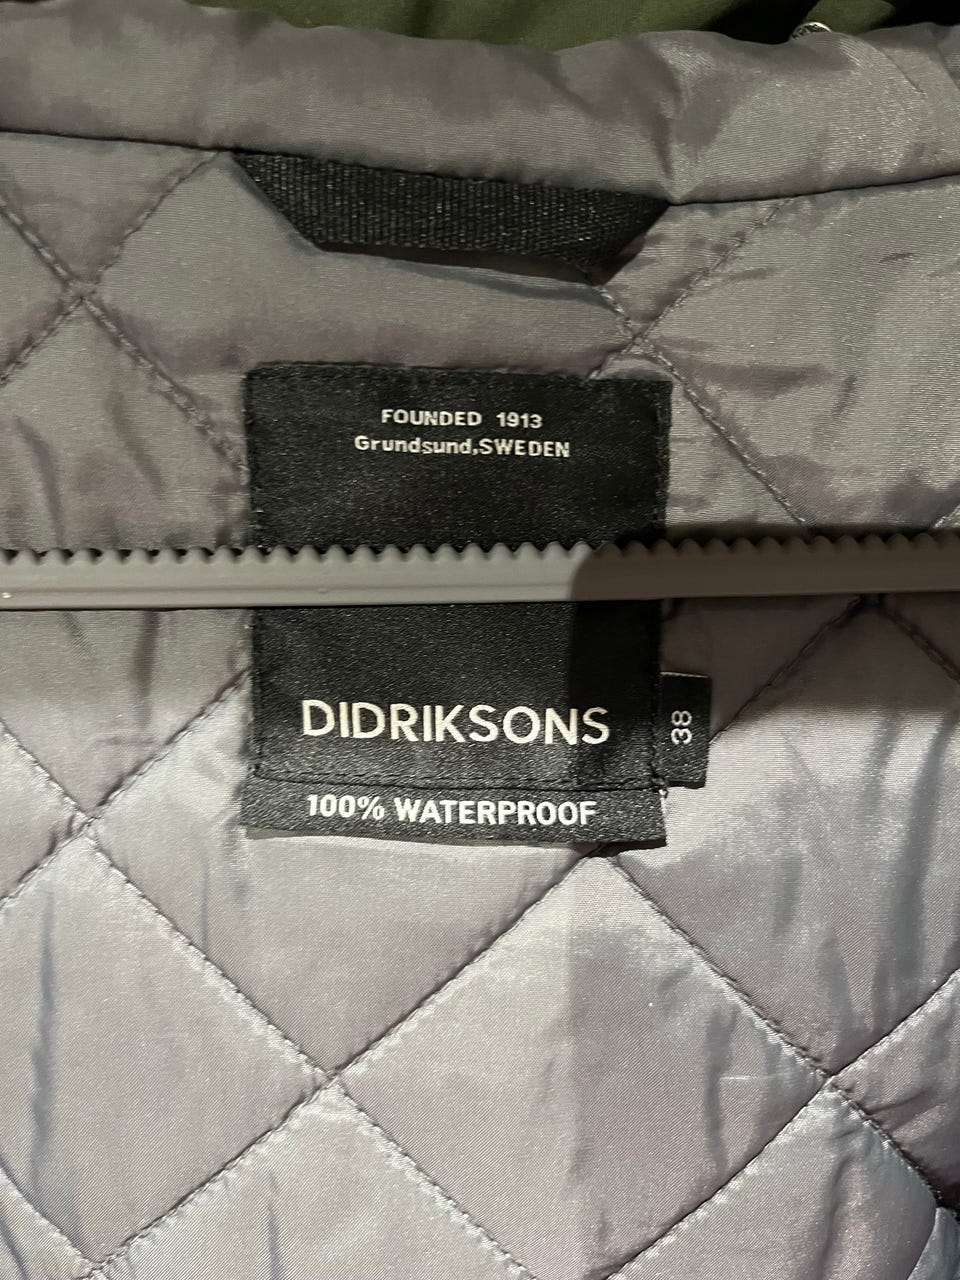 FOUNDED 1913
Grundsund,SWEDEN
DIDRIKSONS
38
100% WATERPROOF